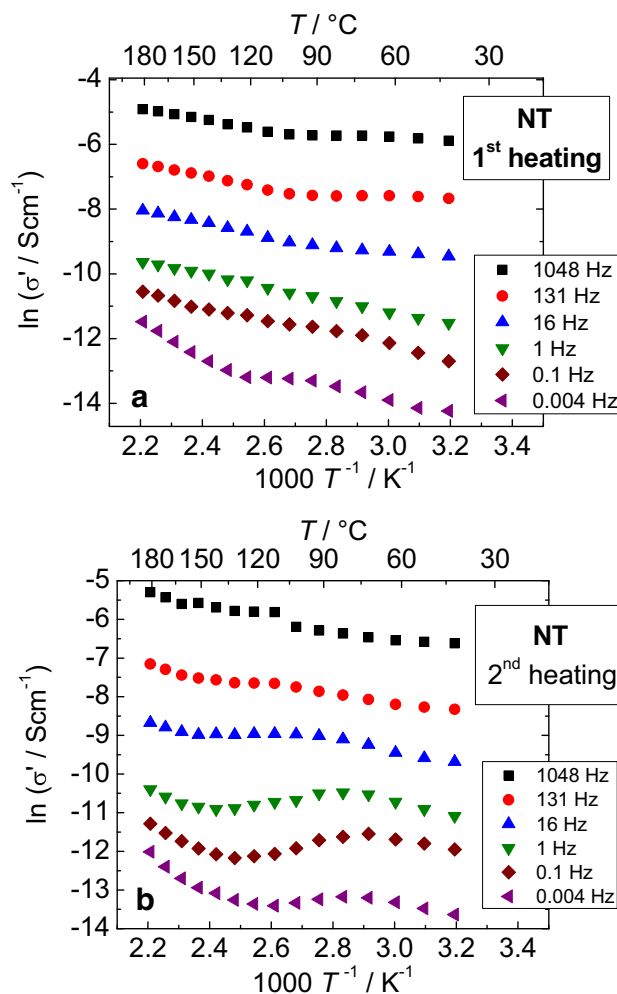 T / °C
180 150 120 90 60 30
-4
-6
-8
-10
-12
-14
ln (σ' / Scm⁻¹)
NT
1st heating
1048 Hz
131 Hz
16 Hz
1 Hz
0.1 Hz
0.004 Hz
a
2.2 2.4 2.6 2.8 3.0 3.2 3.4
1000 T⁻¹ / K⁻¹
T / °C
180 150 120 90 60 30
-5
-6
-7
-8
-9
-10
-11
-12
-13
-14
ln (σ' / Scm⁻¹)
NT
2nd heating
1048 Hz
131 Hz
16 Hz
1 Hz
0.1 Hz
0.004 Hz
b
2.2 2.4 2.6 2.8 3.0 3.2 3.4
1000 T⁻¹ / K⁻¹